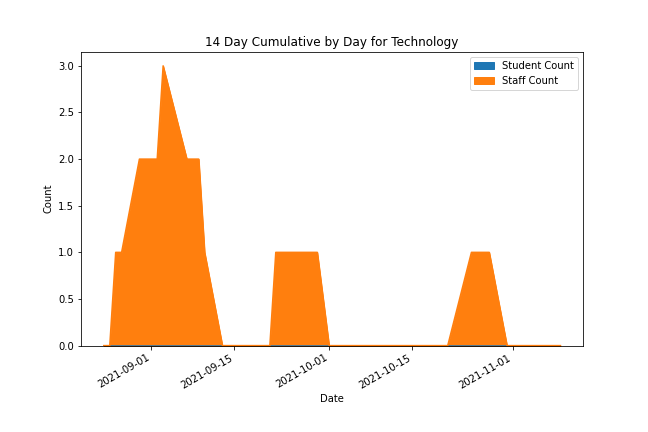 14 Day Cumulative by Day for Technology
Student Count
Staff Count
3.0
2.5
2.0
1.5
1.0
0.5
0.0
Count
2021-09-01
2021-09-15
2021-10-01
2021-10-15
2021-11-01
Date